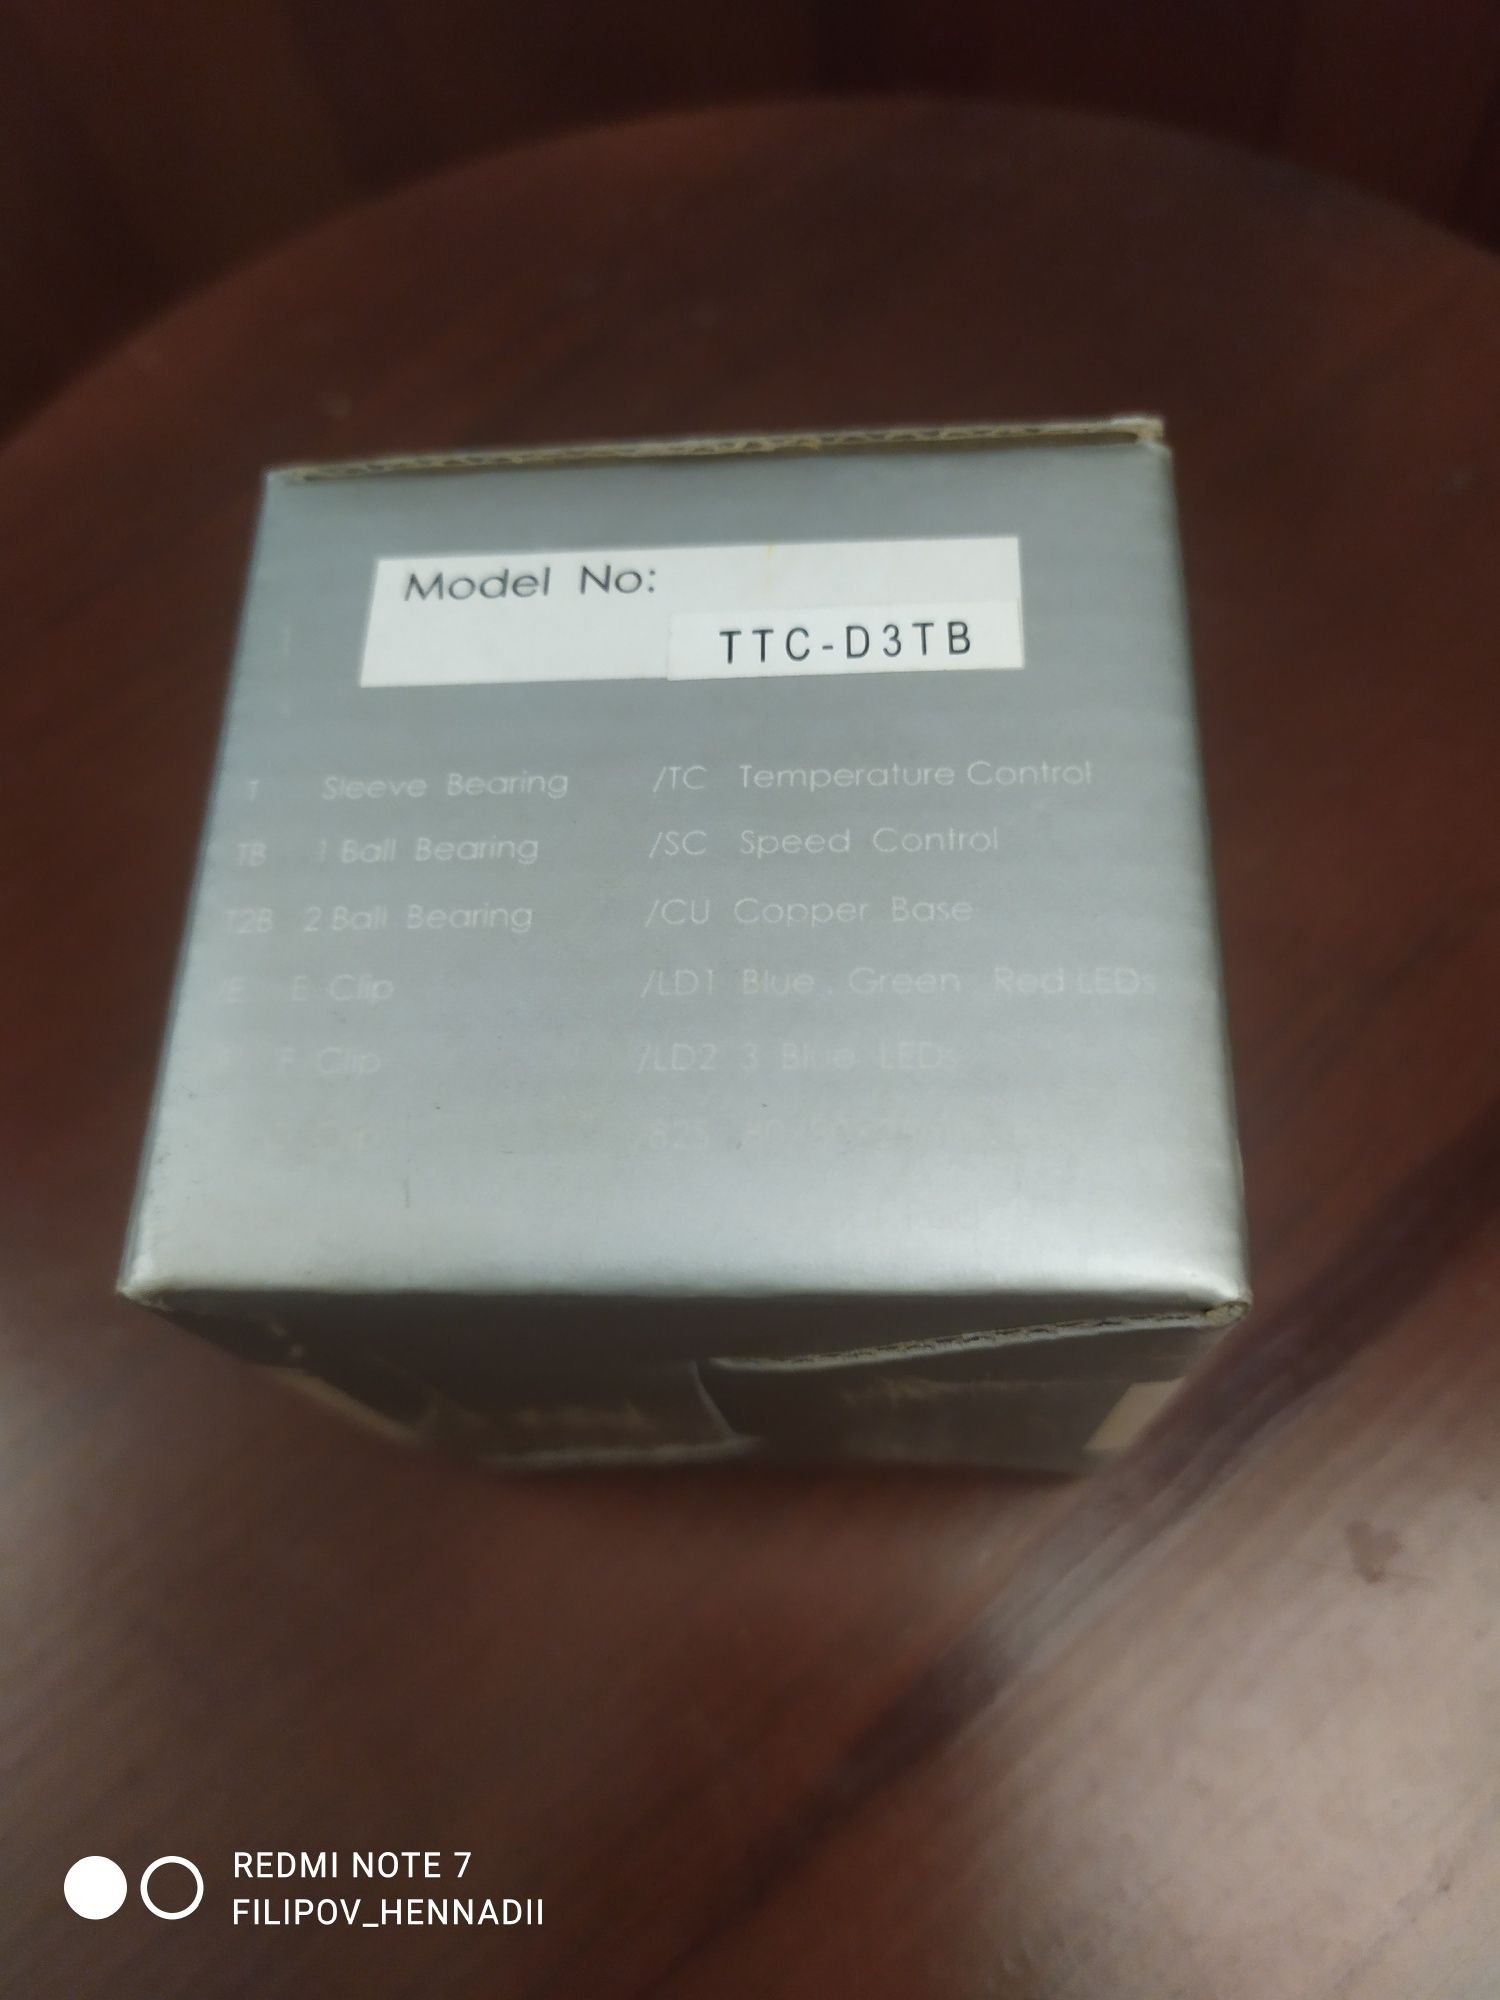 Model No:
TTC-D3TB
T Sleeve Bearing /TC Temperature Control
TB 1 Ball Bearing /SC Speed Control
T2B 2 Ball Bearing /CU Copper Base
/E E Clip /LD1 Blue, Green Red LEDs
F Clip /LD2 3 Blue LEDs
REDMI NOTE 7
FILIPOV_HENNADII